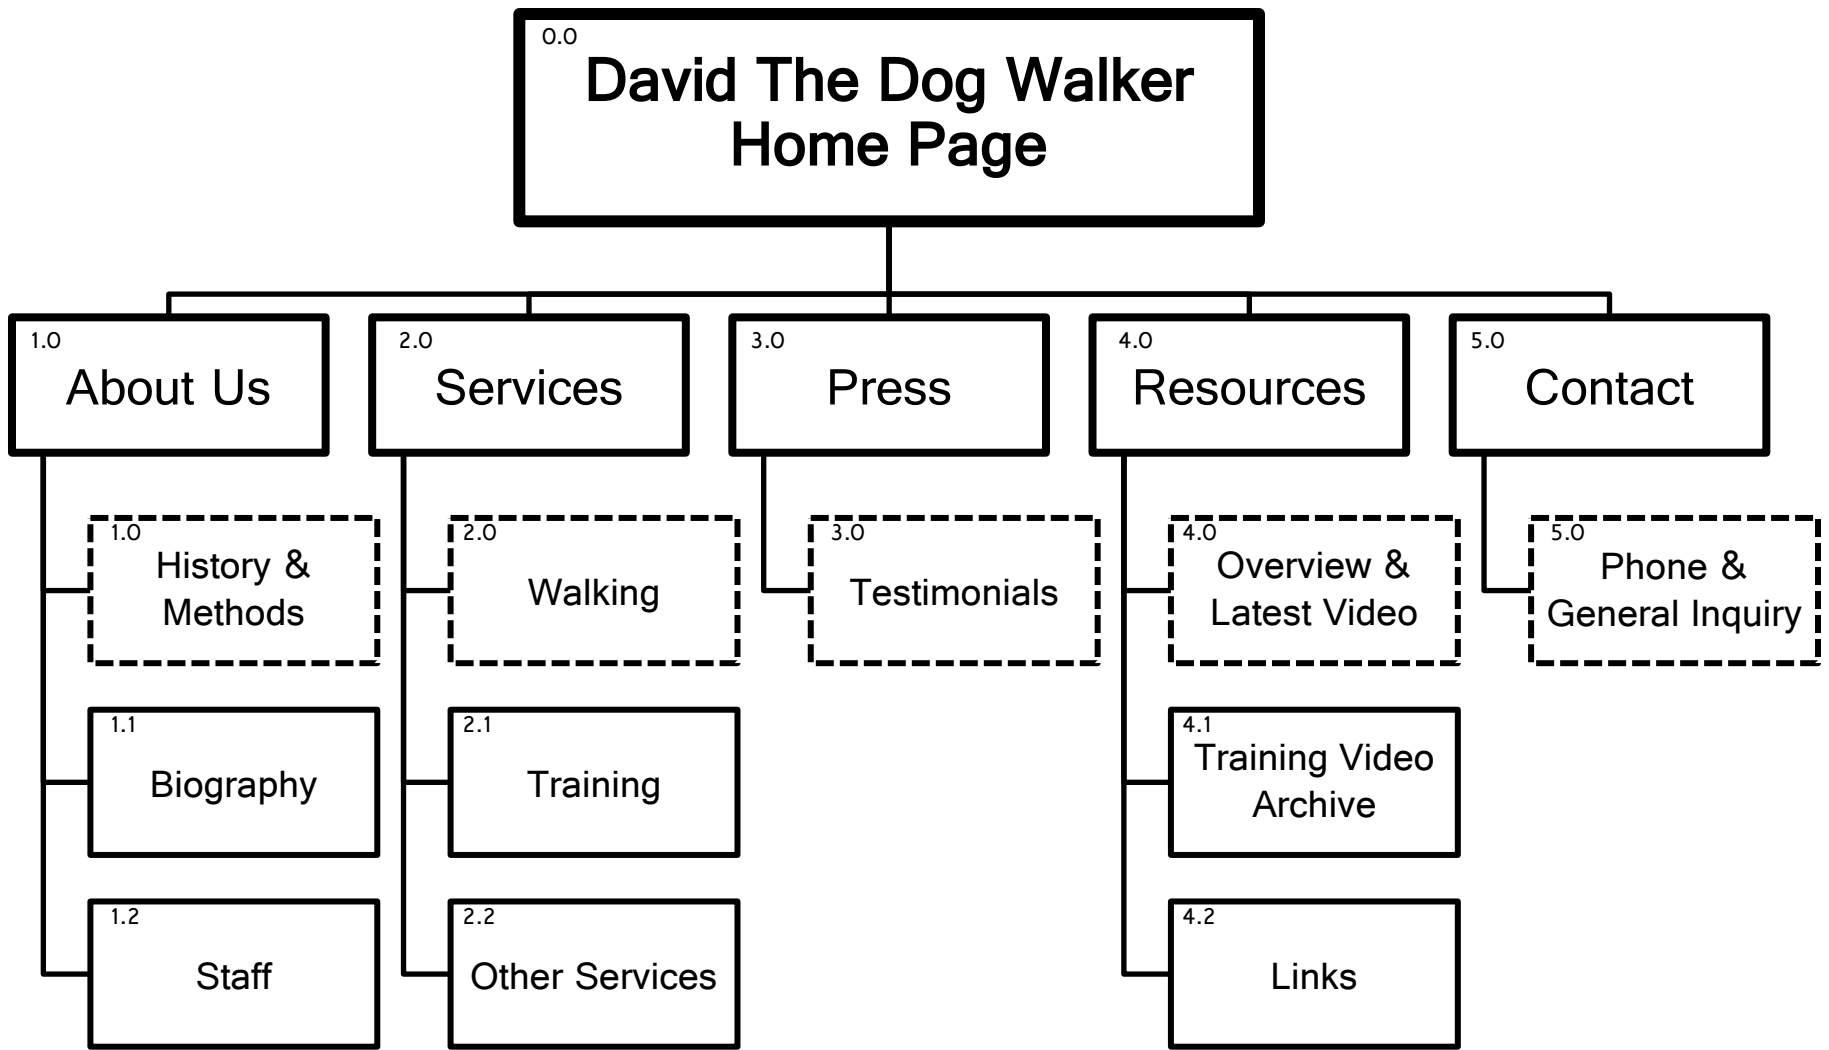 0.0
David The Dog Walker
Home Page
1.0
About Us
2.0
Services
3.0
Press
4.0
Resources
5.0
Contact
1.0
History &
Methods
2.0
Walking
3.0
Testimonials
4.0
Overview &
Latest Video
5.0
Phone &
General Inquiry
1.1
Biography
2.1
Training
4.1
Training Video
Archive
1.2
Staff
2.2
Other Services
4.2
Links